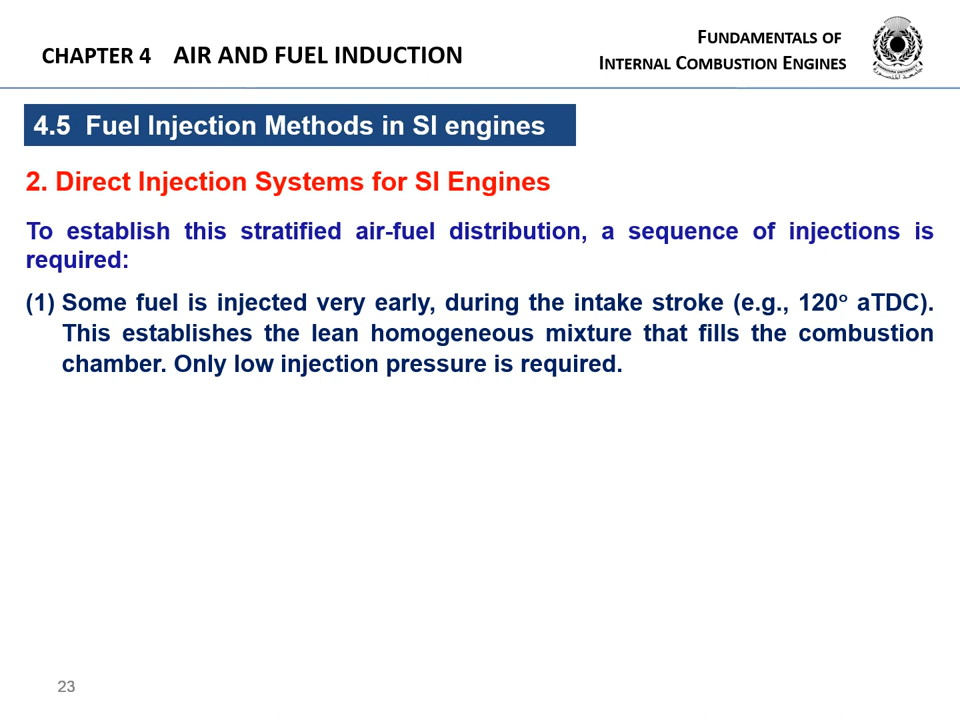 CHAPTER 4 AIR AND FUEL INDUCTION
FUNDAMENTALS OF
INTERNAL COMBUSTION ENGINES
4.5 Fuel Injection Methods in SI engines
2. Direct Injection Systems for SI Engines
To establish this stratified air-fuel distribution, a sequence of injections is
required:
(1) Some fuel is injected very early, during the intake stroke (e.g., 120° aTDC).
This establishes the lean homogeneous mixture that fills the combustion
chamber. Only low injection pressure is required.
23